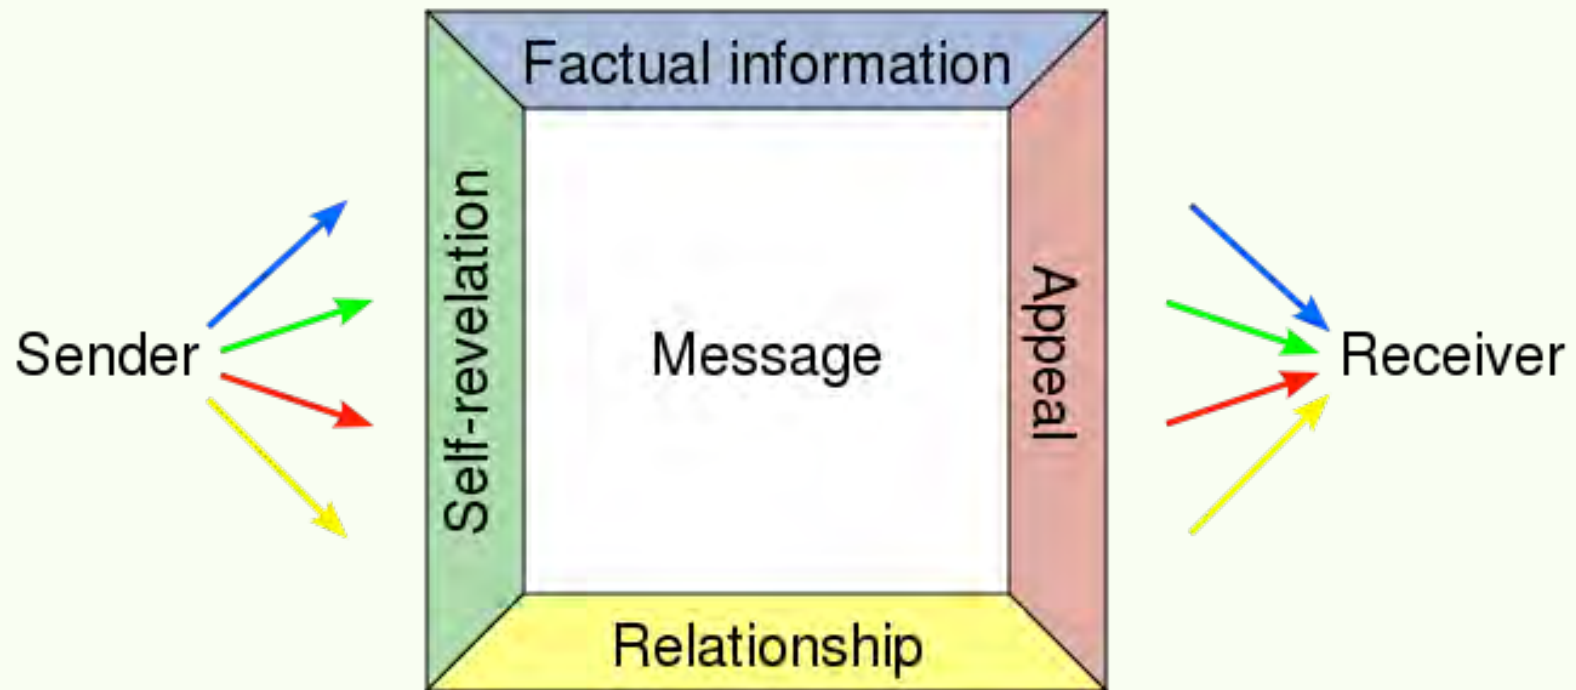 Factual information
Self-revelation
Sender
Message
Appeal
Receiver
Relationship